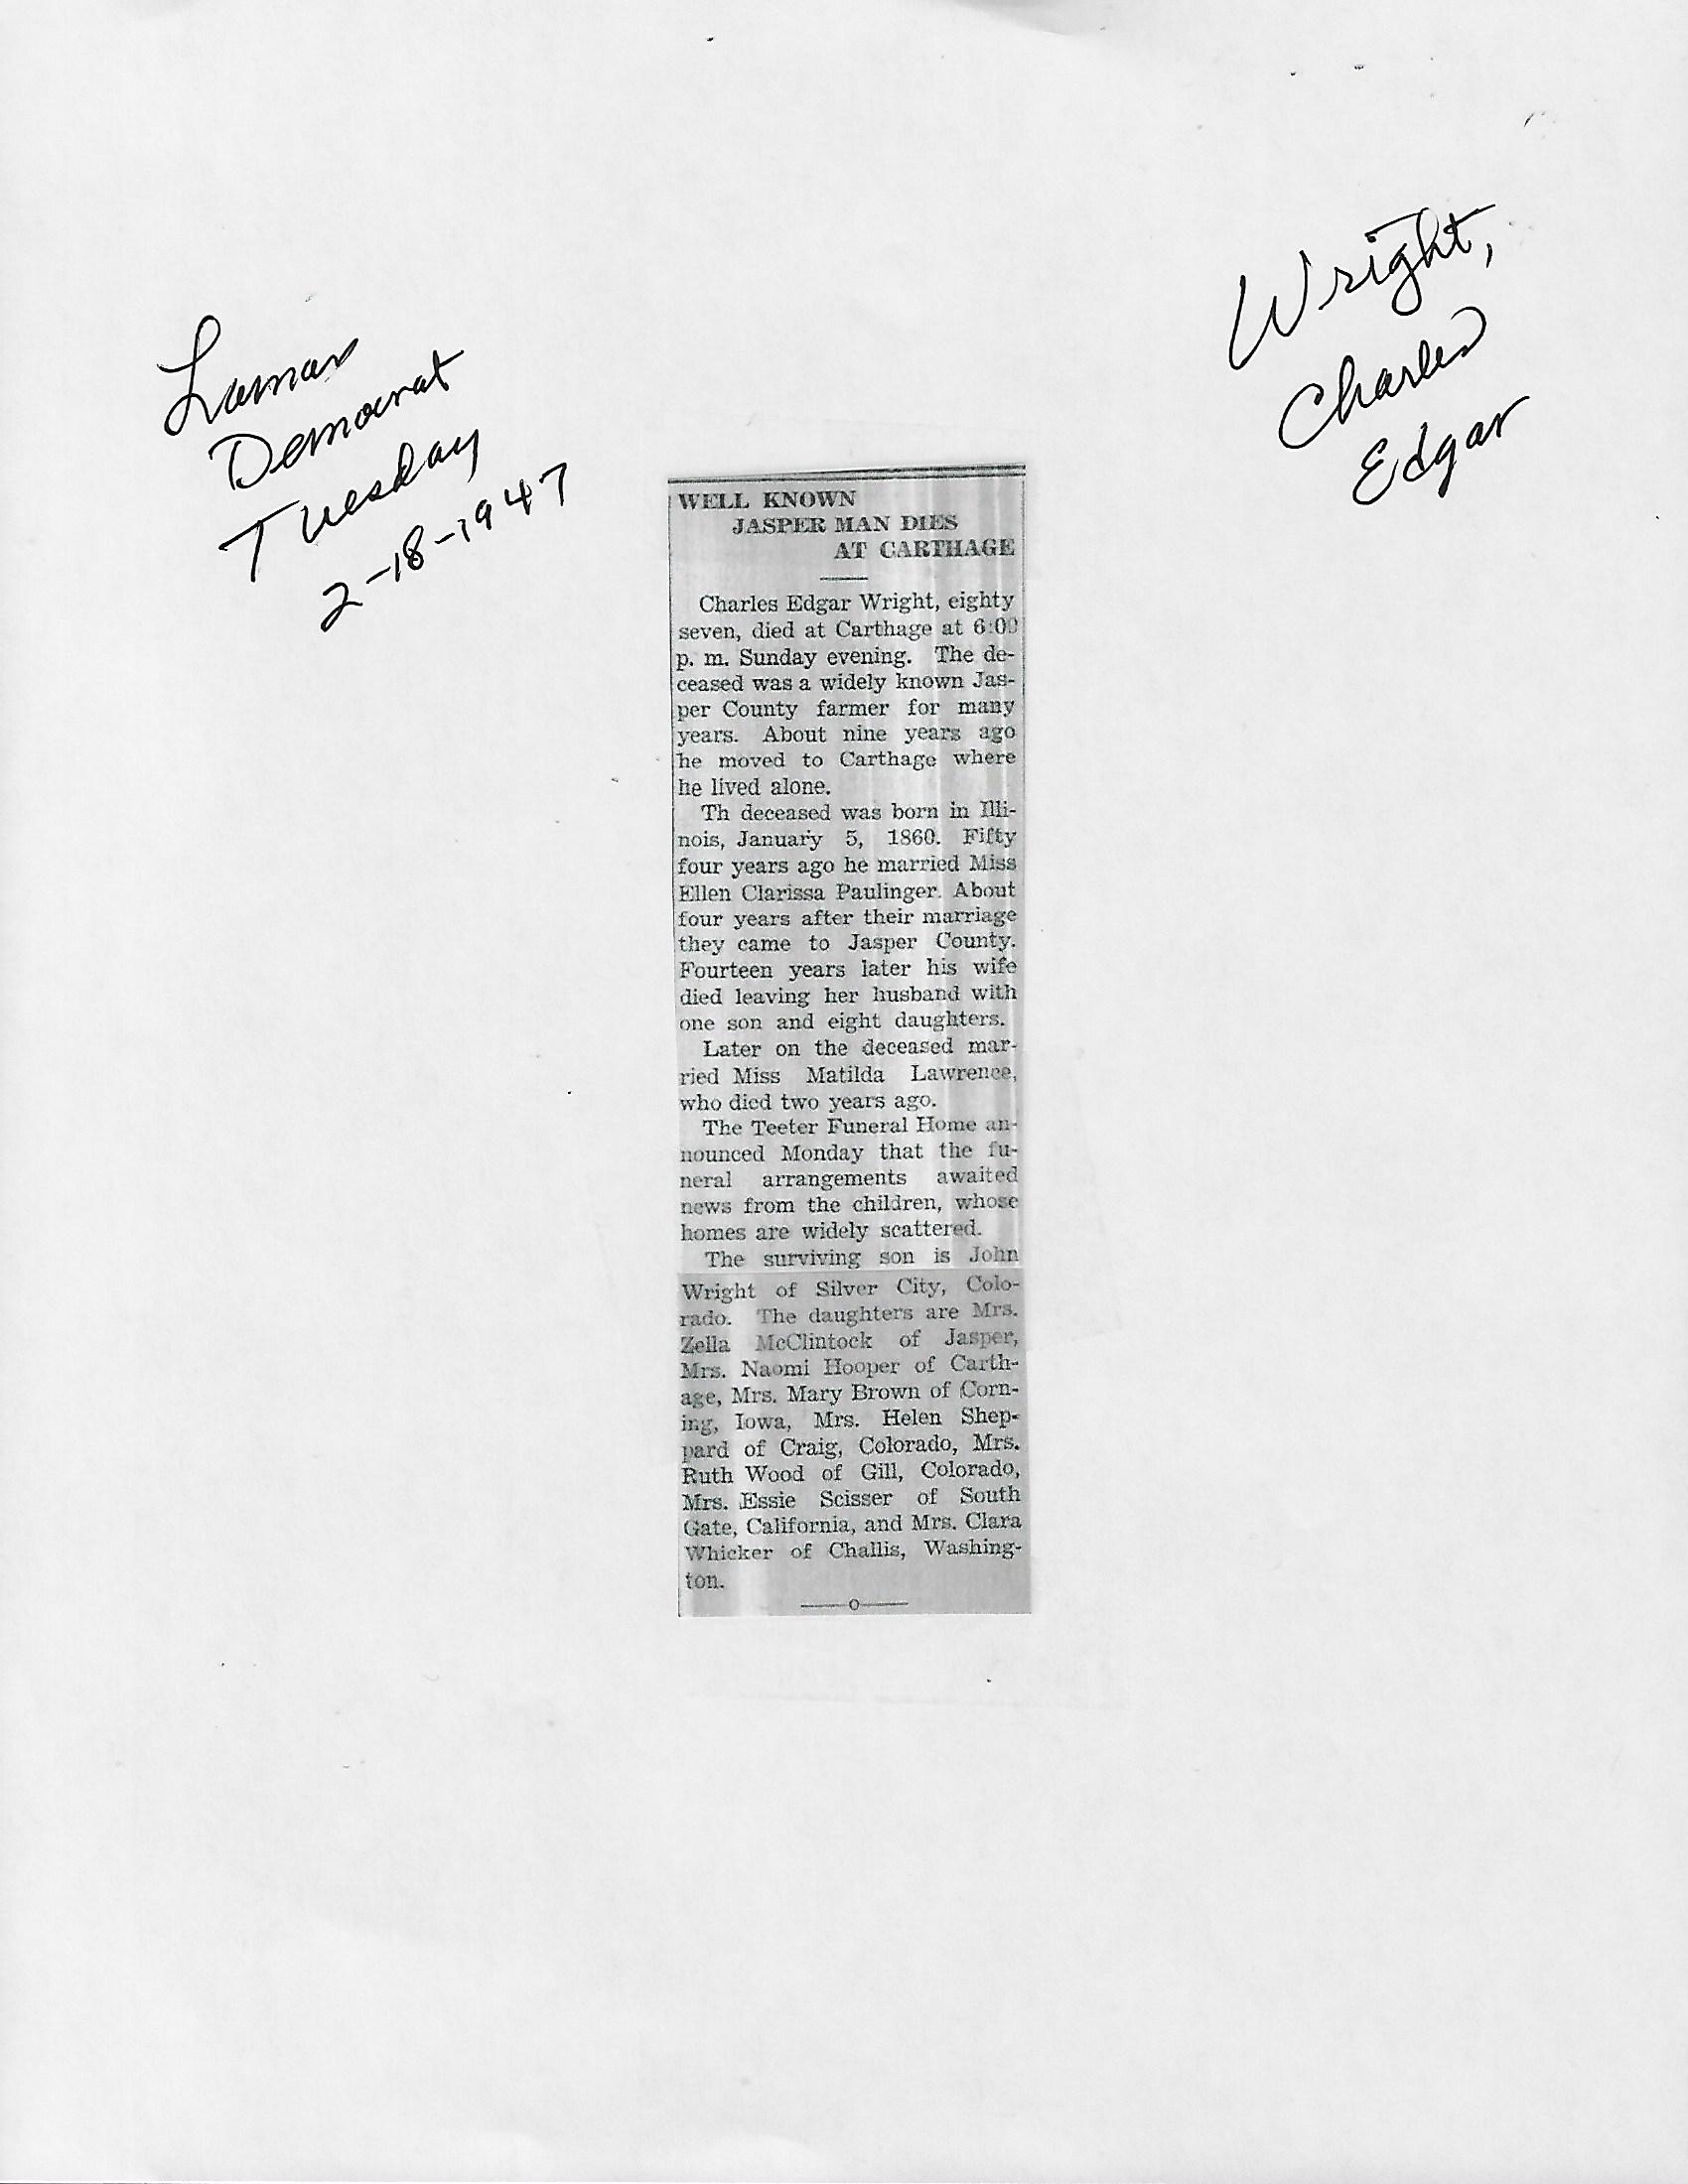 Lamar
Democrat
Tuesday
2-18-1947
Wright,
Charles
Edgar
WELL KNOWN
JASPER MAN DIES
AT CARTHAGE
Charles Edgar Wright, eighty
seven, died at Carthage at 6:00
p. m. Sunday evening. The de-
ceased was a widely known Jas-
per County farmer for many
years. About nine years ago
he moved to Carthage where
he lived alone.
Th deceased was born in Illi-
nois, January 5, 1860. Fifty
four years ago he married Miss
Ellen Clarissa Paulinger. About
four years after their marriage
they came to Jasper County.
Fourteen years later his wife
died leaving her husband with
one son and eight daughters.
Later on the deceased mar-
ried Miss Matilda Lawrence,
who died two years ago.
The Teeter Funeral Home an-
nounced Monday that the fu-
neral arrangements awaited
news from the children, whose
homes are widely scattered.
The surviving son is John
Wright of Silver City, Colo-
rado. The daughters are Mrs.
Zella McClintock of Jasper,
Mrs. Naomi Hooper of Carth-
age, Mrs. Mary Brown of Corn-
ing, Iowa, Mrs. Helen Shep-
pard of Craig, Colorado, Mrs.
Ruth Wood of Gill, Colorado,
Mrs. Essie Scisser of South
Gate, California, and Mrs. Clara
Whicker of Challis, Washing-
ton.